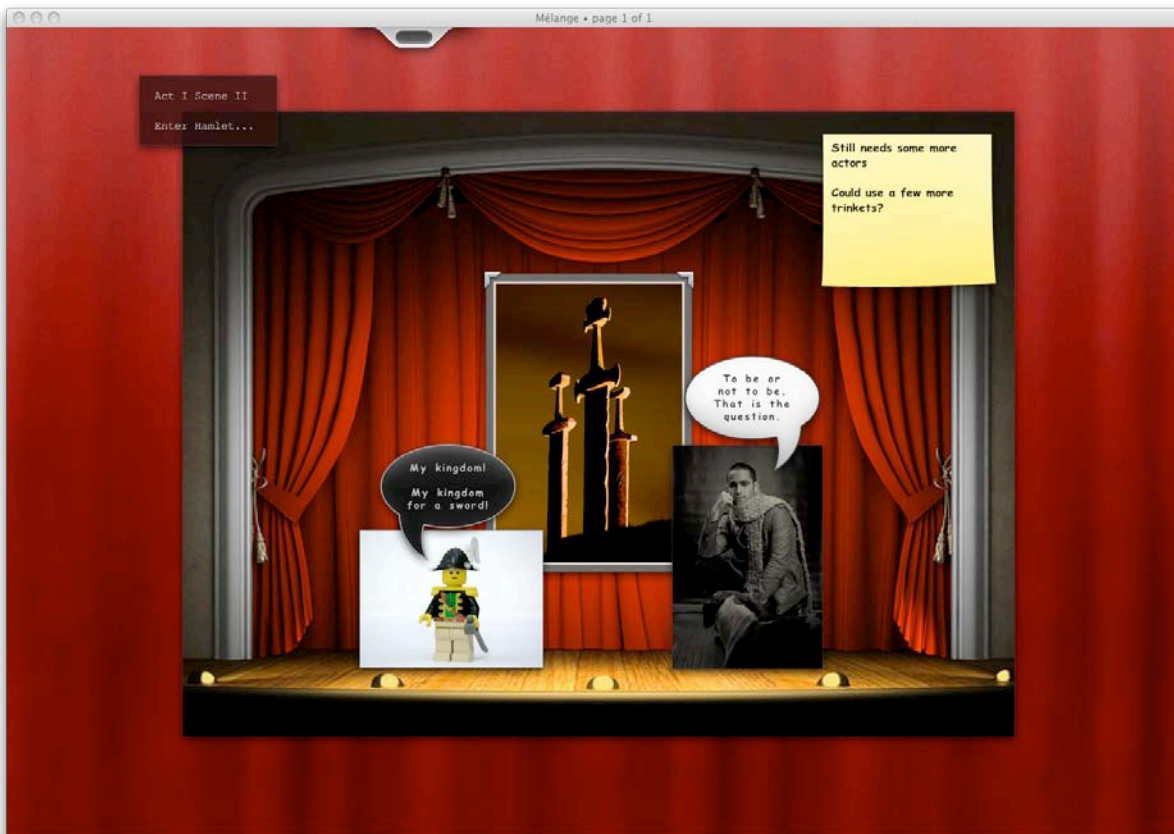 Mélange • page 1 of 1
Act I Scene II
Enter Hamlet...
Still needs some more
actors
Could use a few more
trinkets?
To be or
not to be.
That is the
question.
My kingdom!
My kingdom
for a sword!